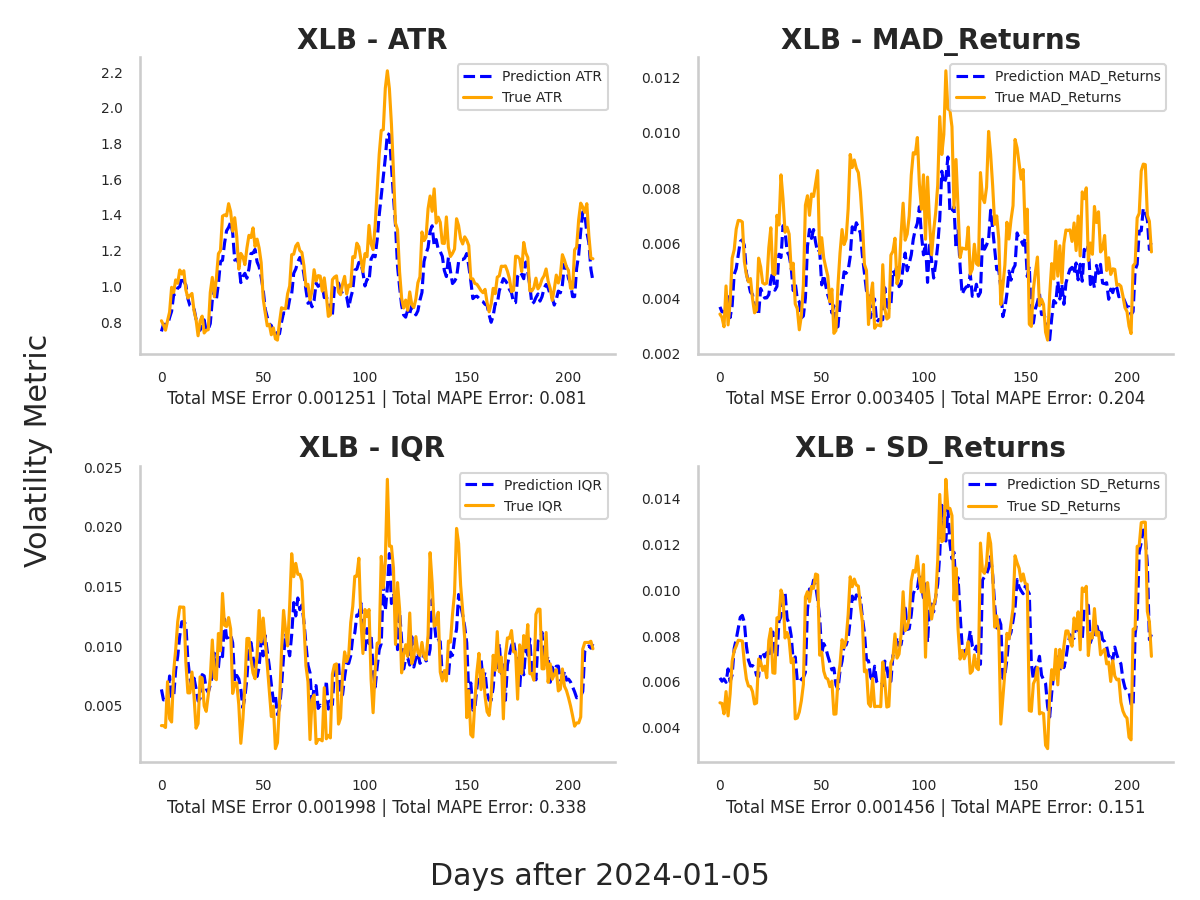 XLB - ATR
2.2
2.0
1.8
1.6
1.4
1.2
1.0
0.8
Prediction ATR
True ATR
0 50 100 150 200
Total MSE Error 0.001251 | Total MAPE Error: 0.081
XLB - MAD_Returns
0.012
0.010
0.008
0.006
0.004
0.002
Prediction MAD_Returns
True MAD_Returns
0 50 100 150 200
Total MSE Error 0.003405 | Total MAPE Error: 0.204
Volatility Metric
XLB - IQR
0.025
0.020
0.015
0.010
0.005
Prediction IQR
True IQR
0 50 100 150 200
Total MSE Error 0.001998 | Total MAPE Error: 0.338
XLB - SD_Returns
0.014
0.012
0.010
0.008
0.006
0.004
Prediction SD_Returns
True SD_Returns
0 50 100 150 200
Total MSE Error 0.001456 | Total MAPE Error: 0.151
Days after 2024-01-05